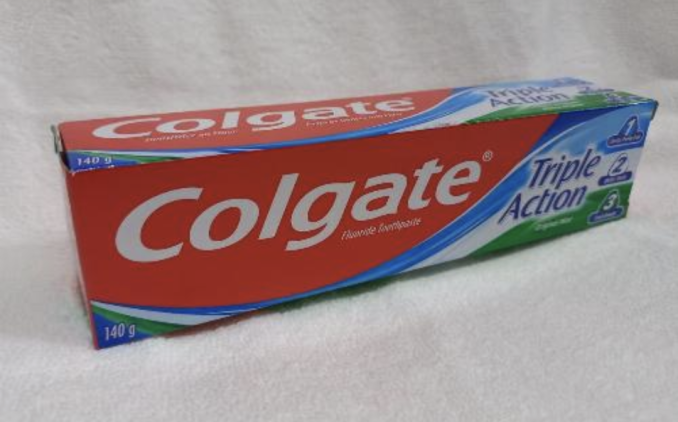 Colgate
Triple
Action
140 g
Colgate®
Fluoride Toothpaste
Triple
Action
Original Mint
1
2
3
140 g